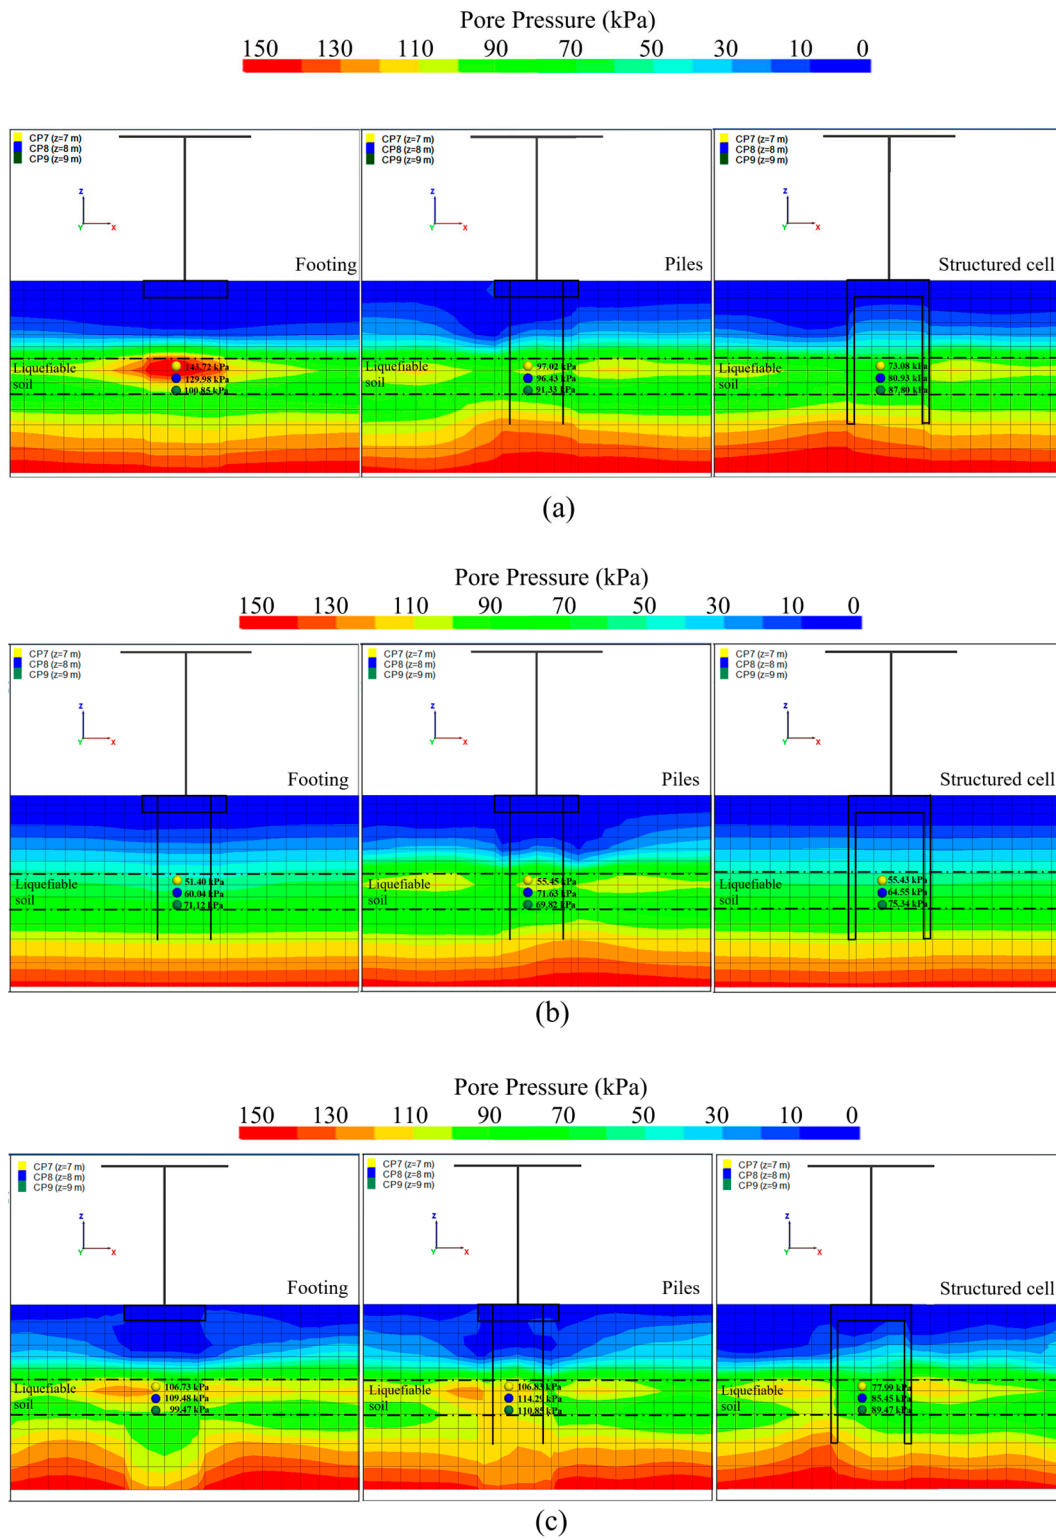 Pore Pressure (kPa)
150 130 110 90 70 50 30 10 0
CP7 (z=7 m)
CP8 (z=8 m)
CP9 (z=9 m)
Z
Y X
Footing
Liquefiable
soil
143.72 kPa
129.98 kPa
100.85 kPa
CP7 (z=7 m)
CP8 (z=8 m)
CP9 (z=9 m)
Z
Y X
Piles
Liquefiable
soil
97.02 kPa
96.43 kPa
91.33 kPa
CP7 (z=7 m)
CP8 (z=8 m)
CP9 (z=9 m)
Z
Y X
Structured cell
Liquefiable
soil
73.08 kPa
80.93 kPa
87.80 kPa
(a)
Pore Pressure (kPa)
150 130 110 90 70 50 30 10 0
CP7 (z=7 m)
CP8 (z=8 m)
CP9 (z=9 m)
Z
Y X
Footing
Liquefiable
soil
51.40 kPa
60.04 kPa
71.12 kPa
CP7 (z=7 m)
CP8 (z=8 m)
CP9 (z=9 m)
Z
Y X
Piles
Liquefiable
soil
55.45 kPa
71.63 kPa
69.82 kPa
CP7 (z=7 m)
CP8 (z=8 m)
CP9 (z=9 m)
Z
Y X
Structured cell
Liquefiable
soil
55.43 kPa
64.55 kPa
75.34 kPa
(b)
Pore Pressure (kPa)
150 130 110 90 70 50 30 10 0
CP7 (z=7 m)
CP8 (z=8 m)
CP9 (z=9 m)
Z
Y X
Footing
Liquefiable
soil
106.73 kPa
109.48 kPa
99.47 kPa
CP7 (z=7 m)
CP8 (z=8 m)
CP9 (z=9 m)
Z
Y X
Piles
Liquefiable
soil
106.83 kPa
114.29 kPa
110.85 kPa
CP7 (z=7 m)
CP8 (z=8 m)
CP9 (z=9 m)
Z
Y X
Structured cell
Liquefiable
soil
77.99 kPa
85.45 kPa
89.47 kPa
(c)